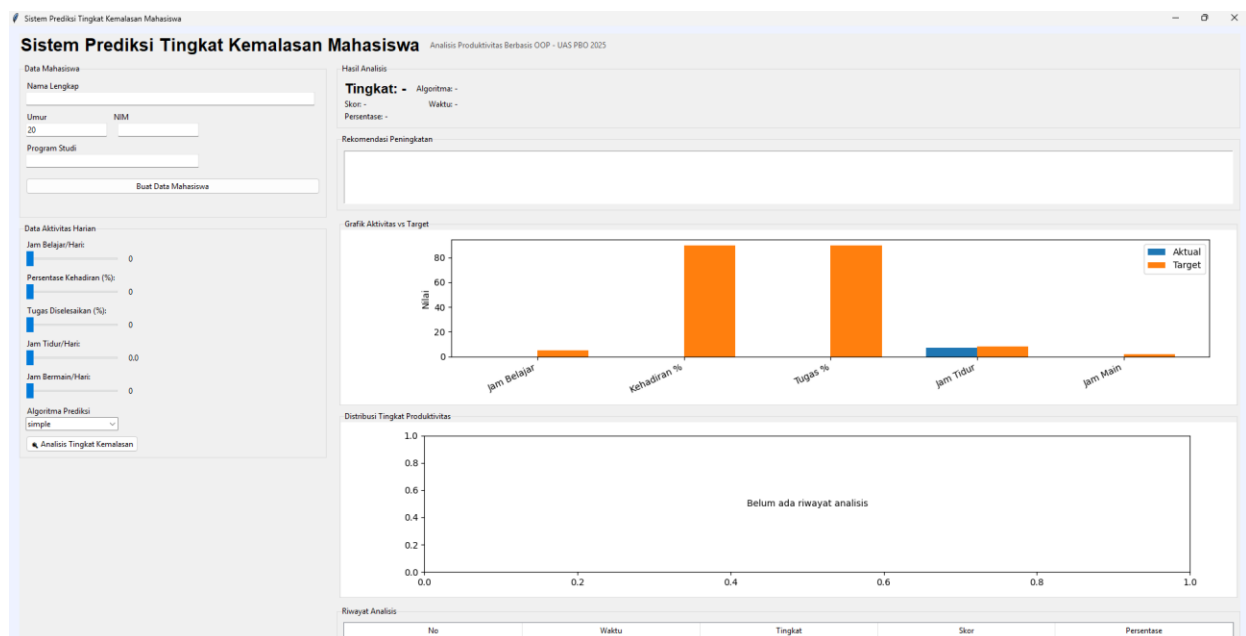 Sistem Prediksi Tingkat Kemalasan Mahasiswa
Sistem Prediksi Tingkat Kemalasan Mahasiswa Analisis Produktivitas Berbasis OOP - UAS PBO 2025
Data Mahasiswa
Nama Lengkap
Umur NIM
20
Program Studi
Buat Data Mahasiswa
Data Aktivitas Harian
Jam Belajar/Hari:
0
Persentase Kehadiran (%):
0
Tugas Diselesaikan (%):
0
Jam Tidur/Hari:
0.0
Jam Bermain/Hari:
0
Algoritma Prediksi
simple
Analisis Tingkat Kemalasan
Hasil Analisis
Tingkat: - Algoritma: -
Skor: - Waktu: -
Persentase: -
Rekomendasi Peningkatan
Grafik Aktivitas vs Target
Nilai
80
60
40
20
0
Aktual
Target
Jam Belajar Kehadiran % Tugas % Jam Tidur Jam Main
Distribusi Tingkat Produktivitas
1.0
0.8
0.6
0.4
0.2
0.0
Belum ada riwayat analisis
0.0 0.2 0.4 0.6 0.8 1.0
Riwayat Analisis
No Waktu Tingkat Skor Persentase